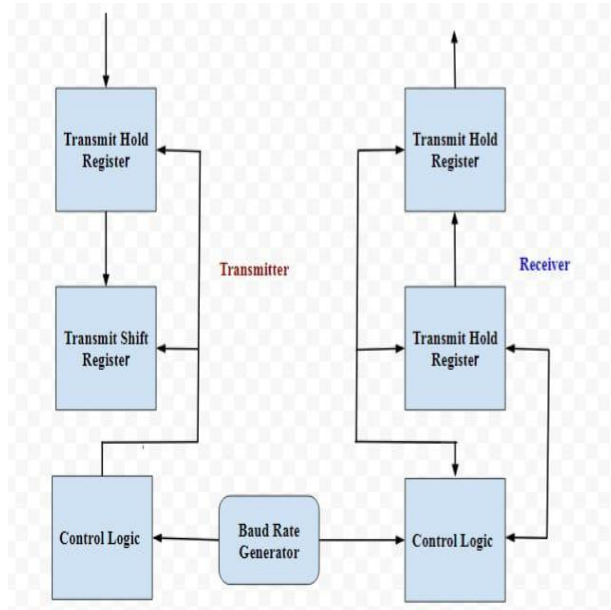 Transmit Hold
Register
Transmit Hold
Register
Transmitter
Receiver
Transmit Shift
Register
Transmit Hold
Register
Control Logic
Baud Rate
Generator
Control Logic